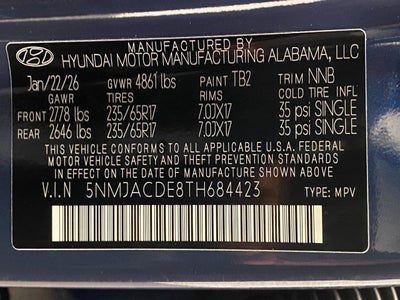 MANUFACTURED BY
HYUNDAI MOTOR MANUFACTURING ALABAMA, LLC
Jan/22/26 GVWR 4861 lbs PAINT TB2 TRIM NNB
GAWR TIRES RIMS COLD TIRE INFL
FRONT 2778 lbs 235/65R17 7.0JX17 35 psi SINGLE
REAR 2646 lbs 235/65R17 7.0JX17 35 psi SINGLE
THIS VEHICLE CONFORMS TO ALL APPLICABLE U.S.A. FEDERAL
MOTOR VEHICLE SAFETY AND THEFT PREVENTION STANDARDS IN
EFFECT ON THE DATE OF MANUFACTURE SHOWN ABOVE.
V.I.N 5NMJACDE8TH684423 TYPE: MPV